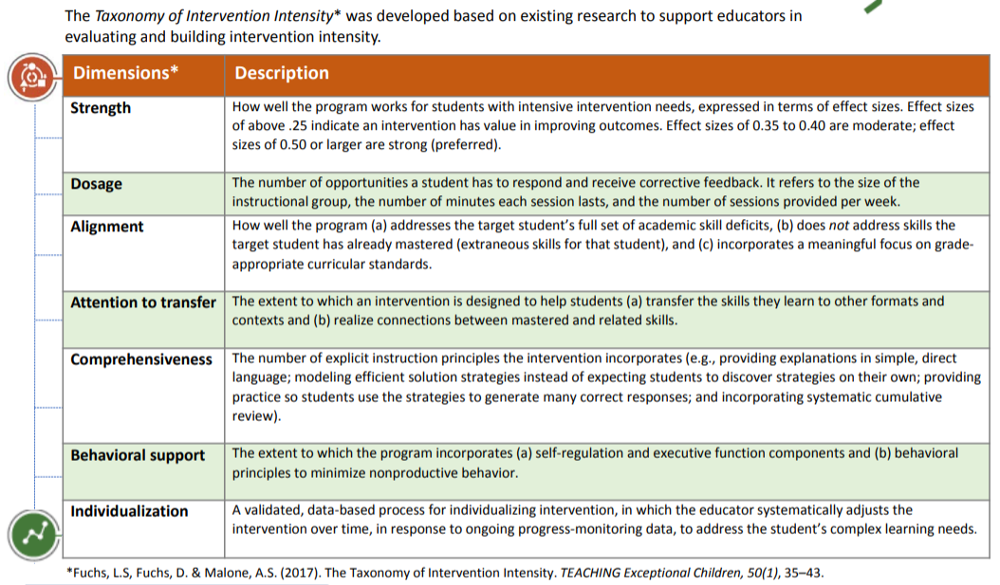 The Taxonomy of Intervention Intensity* was developed based on existing research to support educators in
evaluating and building intervention intensity.
Dimensions* Description
Strength How well the program works for students with intensive intervention needs, expressed in terms of effect sizes. Effect sizes
of above .25 indicate an intervention has value in improving outcomes. Effect sizes of 0.35 to 0.40 are moderate; effect
sizes of 0.50 or larger are strong (preferred).
Dosage The number of opportunities a student has to respond and receive corrective feedback. It refers to the size of the
instructional group, the number of minutes each session lasts, and the number of sessions provided per week.
Alignment How well the program (a) addresses the target student's full set of academic skill deficits, (b) does not address skills the
target student has already mastered (extraneous skills for that student), and (c) incorporates a meaningful focus on grade-
appropriate curricular standards.
Attention to transfer The extent to which an intervention is designed to help students (a) transfer the skills they learn to other formats and
contexts and (b) realize connections between mastered and related skills.
Comprehensiveness The number of explicit instruction principles the intervention incorporates (e.g., providing explanations in simple, direct
language; modeling efficient solution strategies instead of expecting students to discover strategies on their own; providing
practice so students use the strategies to generate many correct responses; and incorporating systematic cumulative
review).
Behavioral support The extent to which the program incorporates (a) self-regulation and executive function components and (b) behavioral
principles to minimize nonproductive behavior.
Individualization A validated, data-based process for individualizing intervention, in which the educator systematically adjusts the
intervention over time, in response to ongoing progress-monitoring data, to address the student's complex learning needs.
*Fuchs, L.S, Fuchs, D. & Malone, A.S. (2017). The Taxonomy of Intervention Intensity. TEACHING Exceptional Children, 50(1), 35–43.